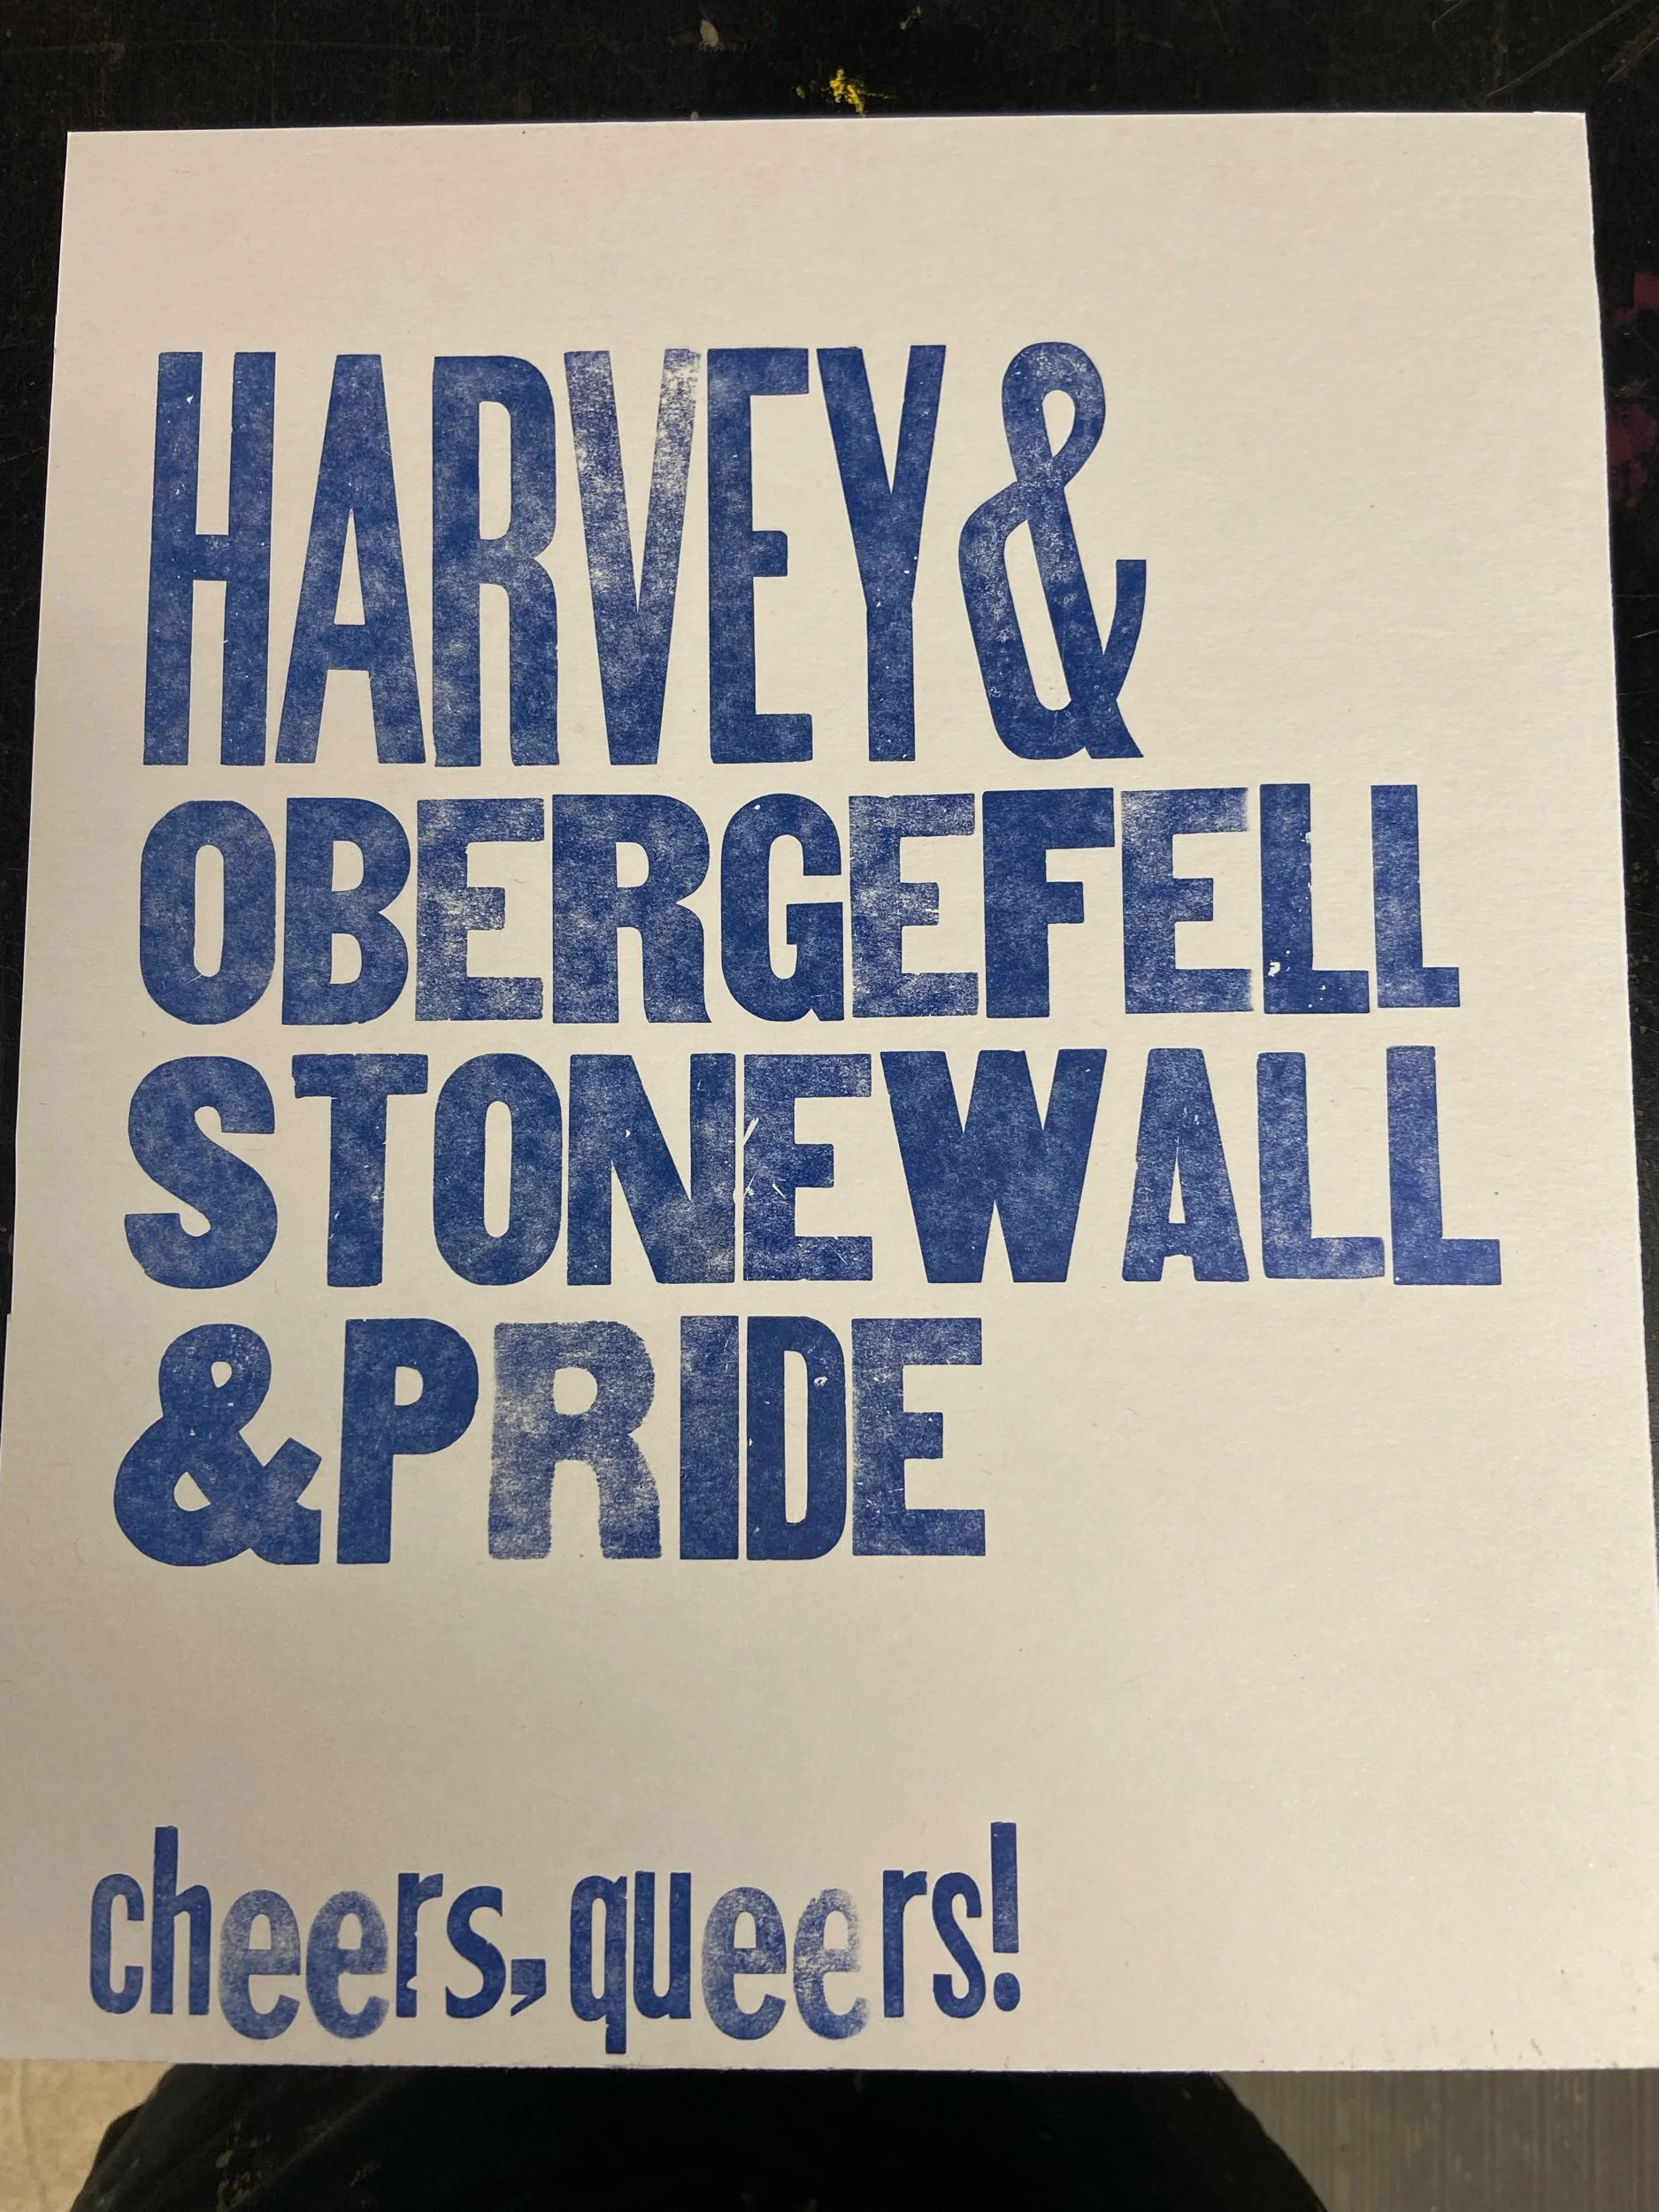 HARVEY &
OBERGEFELL
STONEWALL
& PRIDE
cheers, queers!